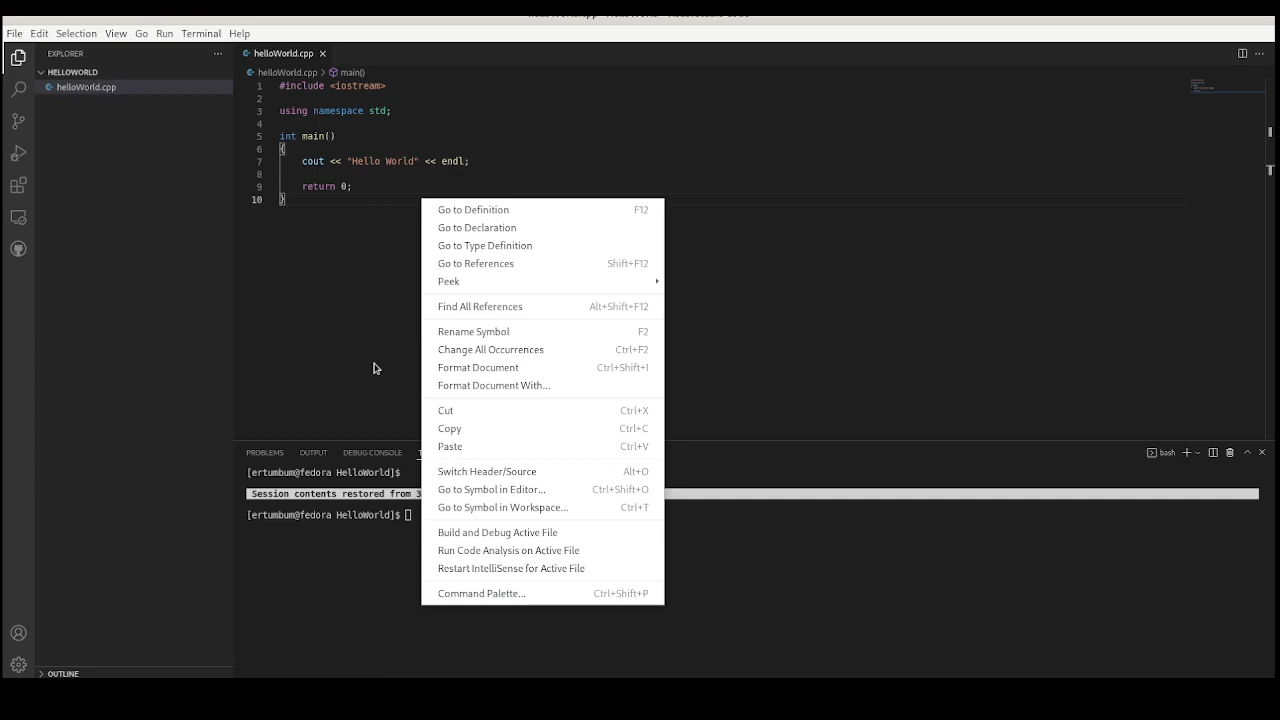 File Edit Selection View Go Run Terminal Help
EXPLORER
HELLOWORLD
helloWorld.cpp
OUTLINE
helloWorld.cpp
helloWorld.cpp > main()
1 #include <iostream>
2
3 using namespace std;
4
5 int main()
6 {
7 cout << "Hello World" << endl;
8
9 return 0;
10 }
Go to Definition F12
Go to Declaration
Go to Type Definition
Go to References Shift+F12
Peek
Find All References Alt+Shift+F12
Rename Symbol F2
Change All Occurrences Ctrl+F2
Format Document Ctrl+Shift+I
Format Document With...
Cut Ctrl+X
Copy Ctrl+C
Paste Ctrl+V
Switch Header/Source Alt+O
Go to Symbol in Editor... Ctrl+Shift+O
Go to Symbol in Workspace... Ctrl+T
Build and Debug Active File
Run Code Analysis on Active File
Restart IntelliSense for Active File
Command Palette... Ctrl+Shift+P
PROBLEMS OUTPUT DEBUG CONSOLE bash
[ertumbum@fedora HelloWorld]$
Session contents restored from 3
[ertumbum@fedora HelloWorld]$